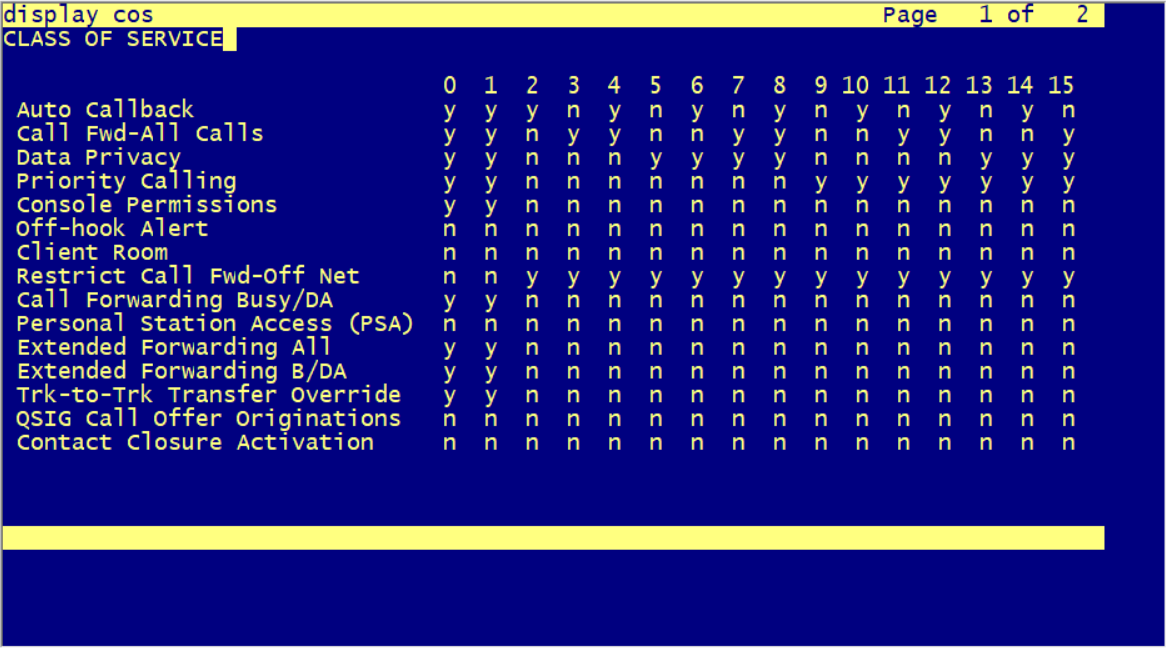 display cos Page 1 of 2
CLASS OF SERVICE
0 1 2 3 4 5 6 7 8 9 10 11 12 13 14 15
Auto Callback y y y n y n y n y n y n y n y n
Call Fwd-All Calls y y n y y n n y y n n y y n n y
Data Privacy y y n n n y y y y n n n n y y y
Priority Calling y y n n n n n n n y y y y y y y
Console Permissions y y n n n n n n n n n n n n n n
Off-hook Alert n n n n n n n n n n n n n n n n
Client Room n n n n n n n n n n n n n n n n
Restrict Call Fwd-Off Net n n y y y y y y y y y y y y y y
Call Forwarding Busy/DA y y n n n n n n n n n n n n n n
Personal Station Access (PSA) n n n n n n n n n n n n n n n n
Extended Forwarding All y y n n n n n n n n n n n n n n
Extended Forwarding B/DA y y n n n n n n n n n n n n n n
Trk-to-Trk Transfer Override y y n n n n n n n n n n n n n n
QSIG Call Offer Originations n n n n n n n n n n n n n n n n
Contact Closure Activation n n n n n n n n n n n n n n n n